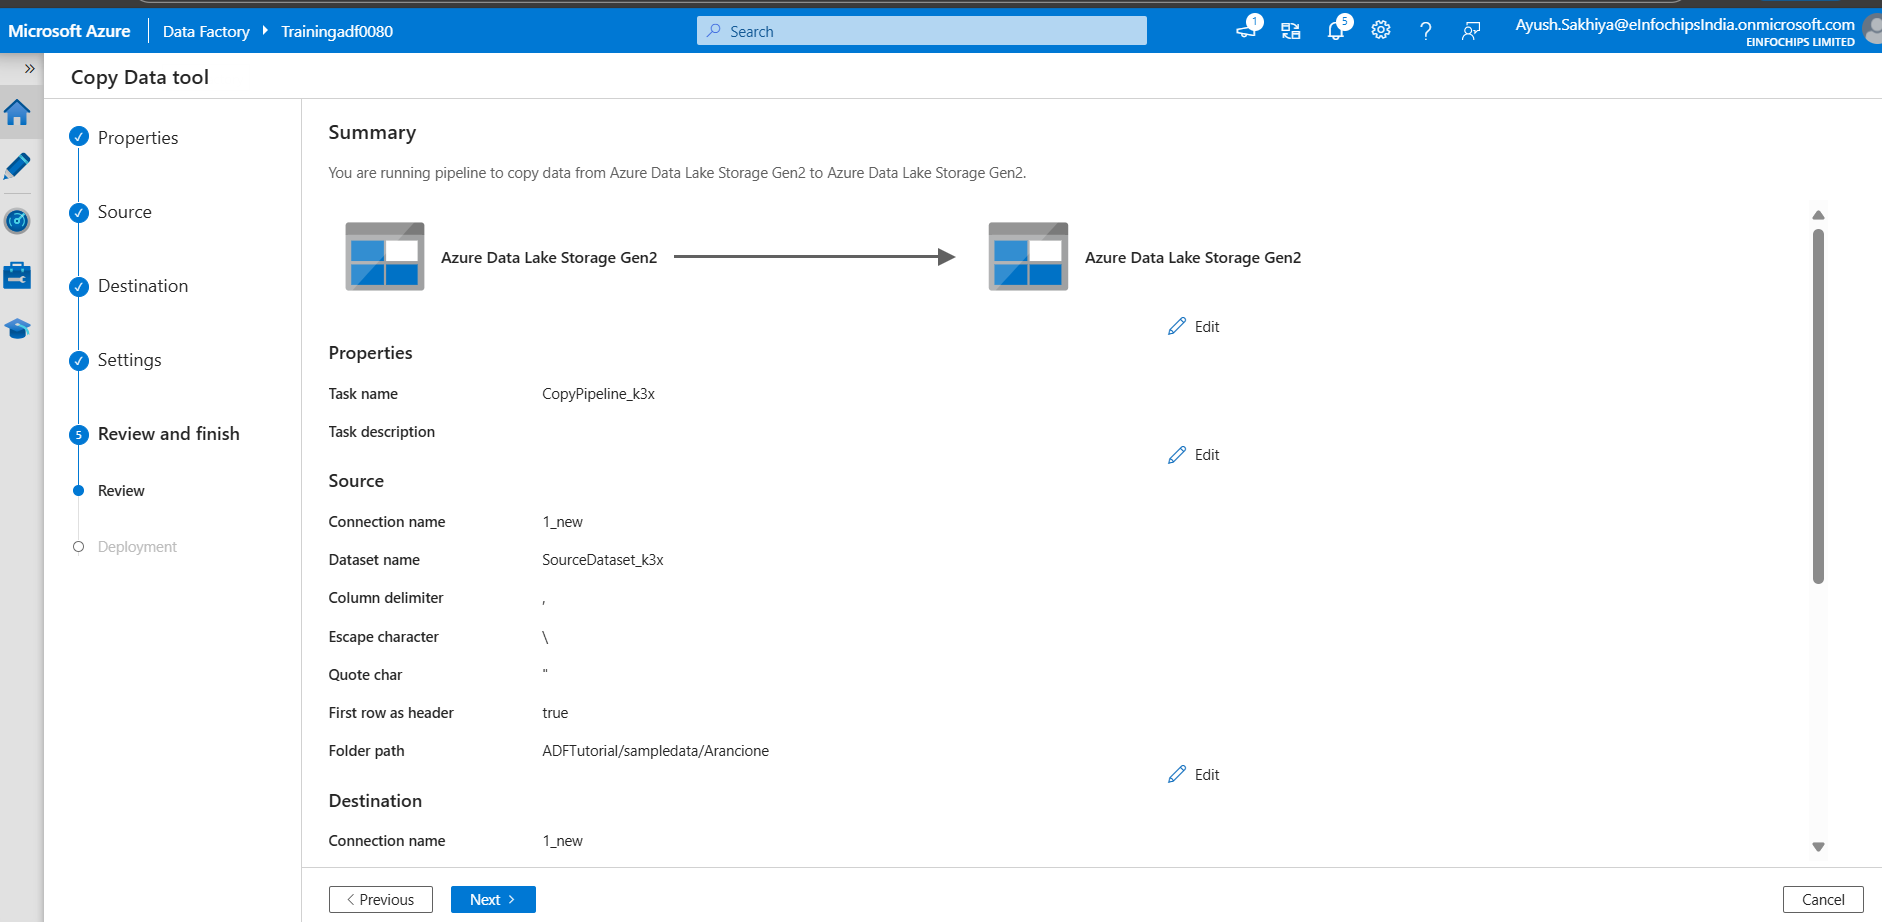 Microsoft Azure
Data Factory
Trainingadf0080
Search
1
5
Ayush.Sakhiya@eInfochipsIndia.onmicrosoft.com
EINFOCHIPS LIMITED
Copy Data tool
Properties
Source
Destination
Settings
5 Review and finish
Review
Deployment
Summary
You are running pipeline to copy data from Azure Data Lake Storage Gen2 to Azure Data Lake Storage Gen2.
Azure Data Lake Storage Gen2
Azure Data Lake Storage Gen2
Edit
Properties
Task name CopyPipeline_k3x
Task description
Edit
Source
Connection name 1_new
Dataset name SourceDataset_k3x
Column delimiter ,
Escape character \
Quote char "
First row as header true
Folder path ADFTutorial/sampledata/Arancione
Edit
Destination
Connection name 1_new
Previous
Next
Cancel